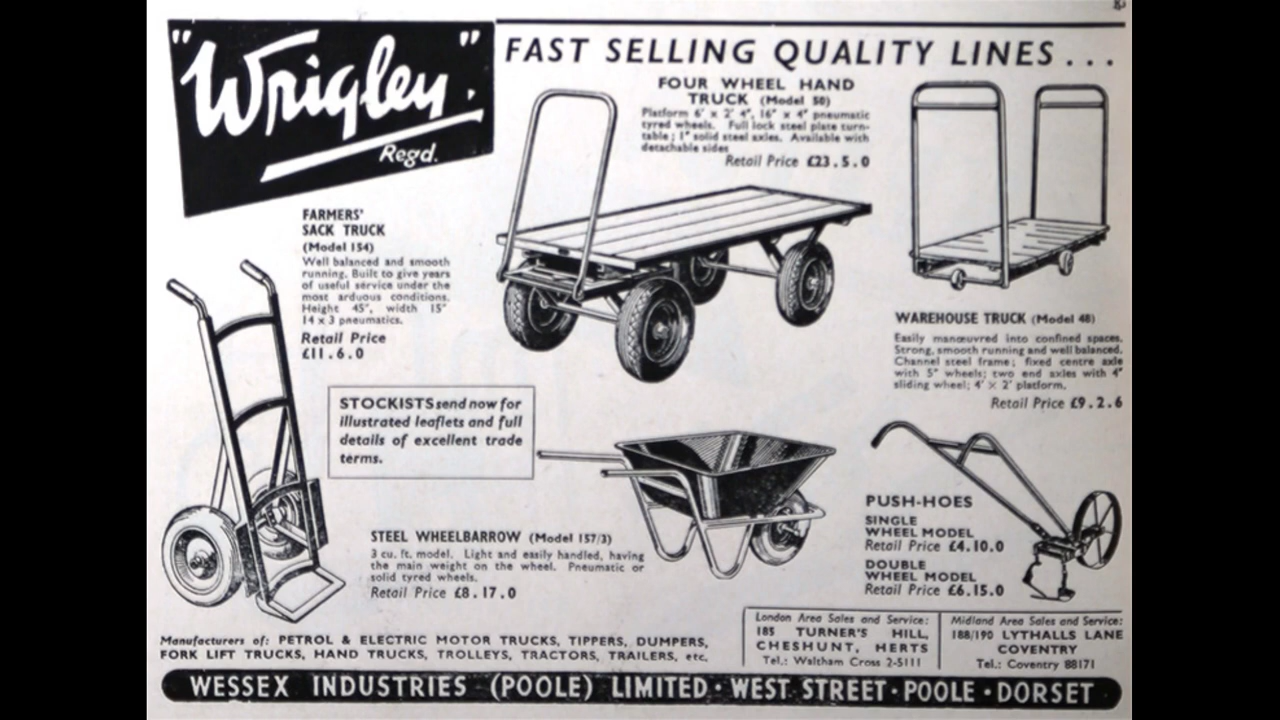 "Wrigley".
Regd.
FAST SELLING QUALITY LINES...
FOUR WHEEL HAND
TRUCK (Model 50)
Platform 6' x 2' 4", 16" x 4" pneumatic
tyred wheels. Full lock steel plate turn-
table; 1" solid steel axles. Available with
detachable sides
Retail Price £23.5.0
FARMERS'
SACK TRUCK
(Model 154)
Well balanced and smooth
running. Built to give years
of useful service under the
most arduous conditions.
Height 45", width 15"
14 x 3 pneumatics.
Retail Price
£11.6.0
WAREHOUSE TRUCK (Model 48)
Easily manœuvred into confined spaces.
Strong, smooth running and well balanced.
Channel steel frame; fixed centre axle
with 5" wheels; two end axles with 4"
sliding wheel; 4' x 2' platform.
Retail Price £9.2.6
STOCKISTS send now for
illustrated leaflets and full
details of excellent trade
terms.
STEEL WHEELBARROW (Model 157/3)
3 cu. ft. model. Light and easily handled, having
the main weight on the wheel. Pneumatic or
solid tyred wheels.
Retail Price £8.17.0
PUSH-HOES
SINGLE
WHEEL MODEL
Retail Price £4.10.0
DOUBLE
WHEEL MODEL
Retail Price £6.15.0
Manufacturers of: PETROL & ELECTRIC MOTOR TRUCKS, TIPPERS, DUMPERS,
FORK LIFT TRUCKS, HAND TRUCKS, TROLLEYS, TRACTORS, TRAILERS, etc.
London Area Sales and Service:
185 TURNER'S HILL,
CHESHUNT, HERTS
Tel.: Waltham Cross 2-5111
Midland Area Sales and Service:
188/190 LYTHALLS LANE
COVENTRY
Tel.: Coventry 88171
WESSEX INDUSTRIES (POOLE) LIMITED · WEST STREET · POOLE · DORSET